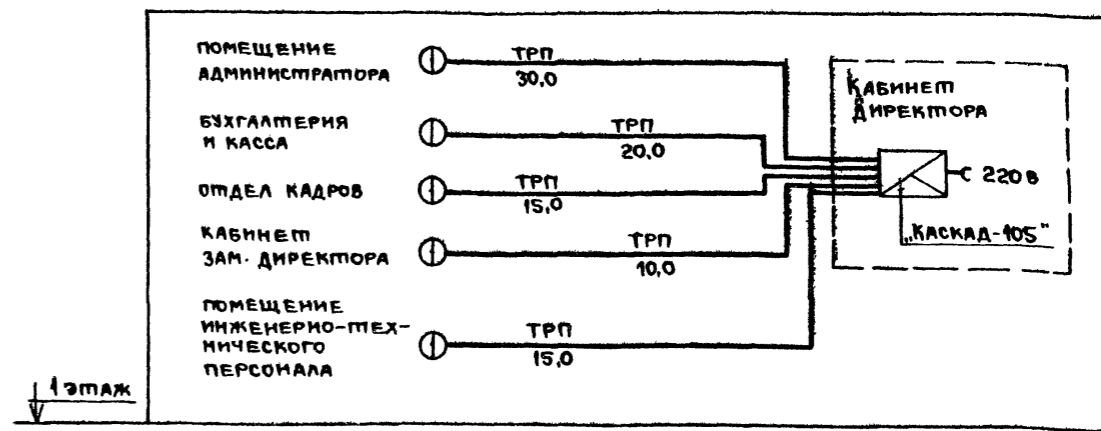 ПОМЕЩЕНИЕ
АДМИНИСТРАТОРА
ТРП
30,0
КАБИНЕТ
ДИРЕКТОРА
БУХГАЛТЕРИЯ
И КАССА
ТРП
20,0
ОТДЕЛ КАДРОВ
ТРП
15,0
220 В
„КАСКАД-105"
КАБИНЕТ
ЗАМ. ДИРЕКТОРА
ТРП
10,0
ПОМЕЩЕНИЕ
ИНЖЕНЕРНО-ТЕХ-
НИЧЕСКОГО
ПЕРСОНАЛА
ТРП
15,0
1 ЭТАЖ